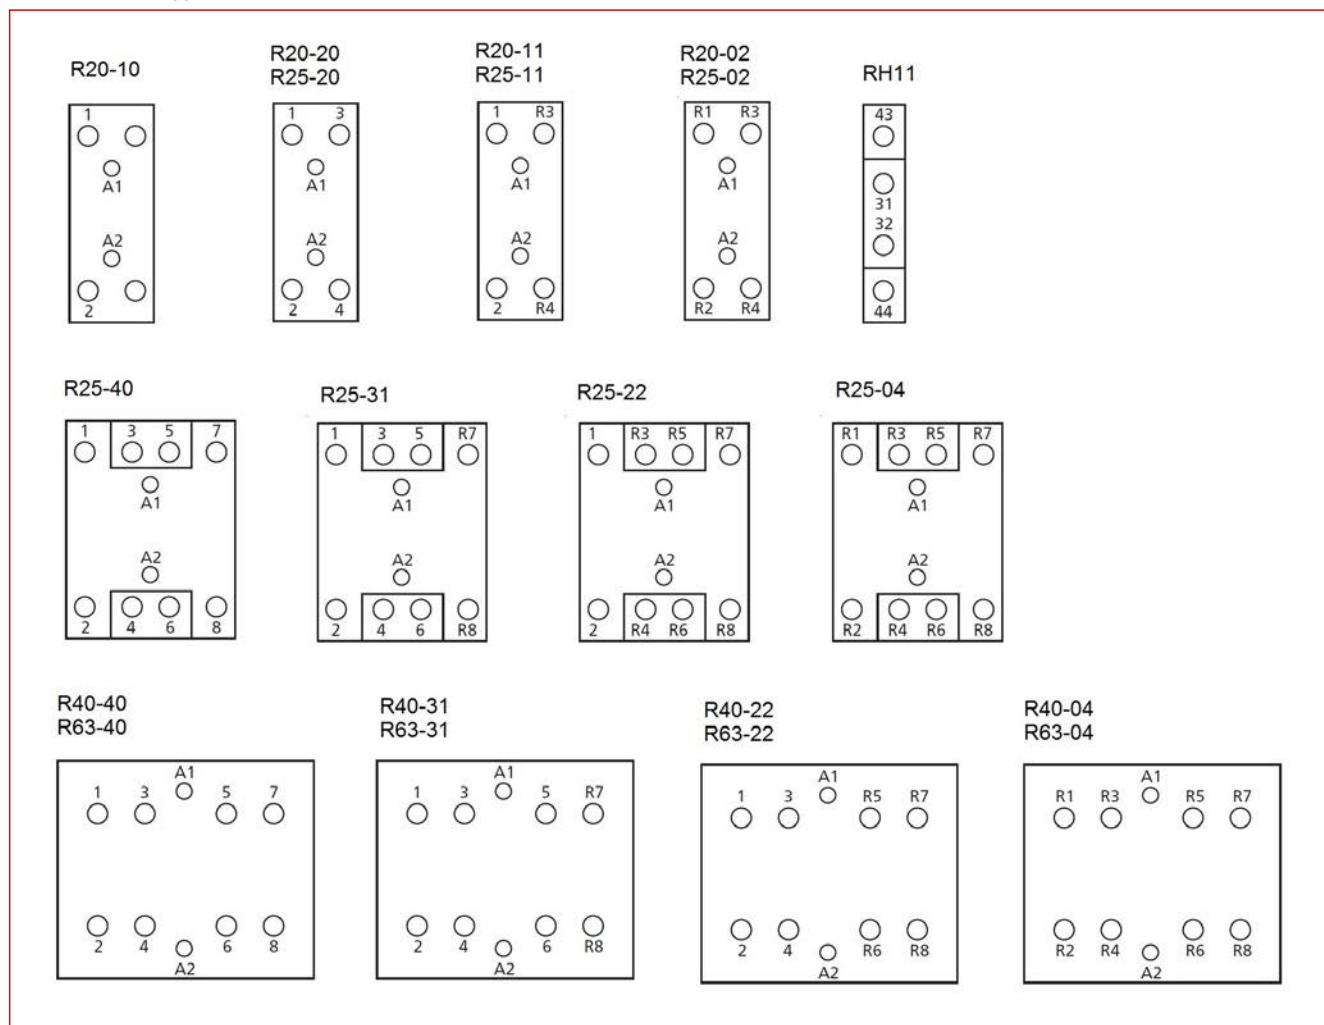 R20-10
R20-20
R25-20
R20-11
R25-11
R20-02
R25-02
RH11
1
A1
A2
2
1 3
A1
A2
2 4
1 R3
A1
A2
2 R4
R1 R3
A1
A2
R2 R4
43
31
32
44
R25-40
R25-31
R25-22
R25-04
1 3 5 7
A1
A2
2 4 6 8
1 3 5 R7
A1
A2
2 4 6 R8
1 R3 R5 R7
A1
A2
2 R4 R6 R8
R1 R3 R5 R7
A1
A2
R2 R4 R6 R8
R40-40
R63-40
R40-31
R63-31
R40-22
R63-22
R40-04
R63-04
A1
1 3 5 7
2 4 6 8
A2
A1
1 3 5 R7
2 4 6 R8
A2
A1
1 3 R5 R7
2 4 R6 R8
A2
A1
R1 R3 R5 R7
R2 R4 R6 R8
A2